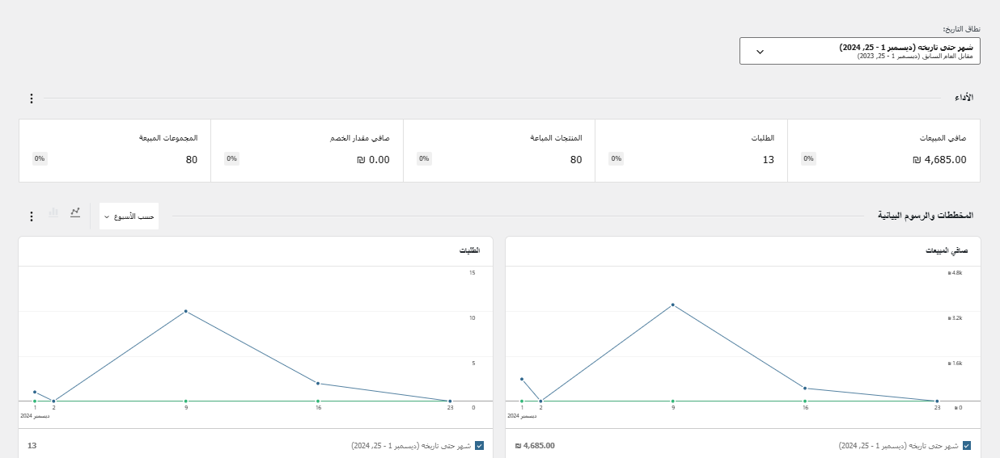 نطاق التاريخ:
شهر حتى تاريخه (ديسمبر 1 - 25, 2024)
مقابل العام السابق (ديسمبر 1 - 25, 2023)
الأداء
صافي المبيعات
4,685.00 ₪
0%
الطلبات
13
0%
المنتجات المباعة
80
0%
صافي مقدار الخصم
0.00 ₪
0%
المجموعات المبيعة
80
0%
المخططات والرسوم البيانية
حسب الأسبوع
صافي المبيعات
₪ 4.8k
₪ 3.2k
₪ 1.6k
₪ 0
1 2 9 16 23
ديسمبر 2024
شهر حتى تاريخه (ديسمبر 1 - 25, 2024)
4,685.00 ₪
الطلبات
15
10
5
0
1 2 9 16 23
ديسمبر 2024
شهر حتى تاريخه (ديسمبر 1 - 25, 2024)
13